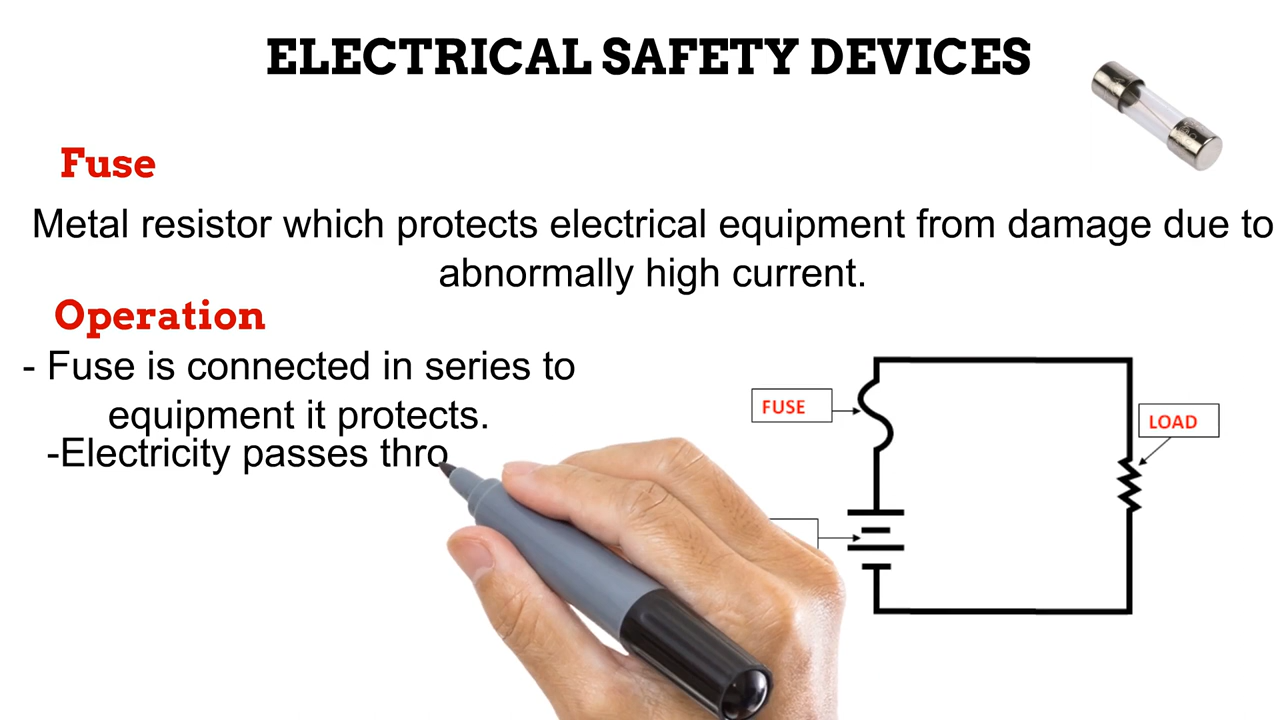 ELECTRICAL SAFETY DEVICES
Fuse
Metal resistor which protects electrical equipment from damage due to
abnormally high current.
Operation
- Fuse is connected in series to
equipment it protects.
-Electricity passes thro
FUSE
LOAD